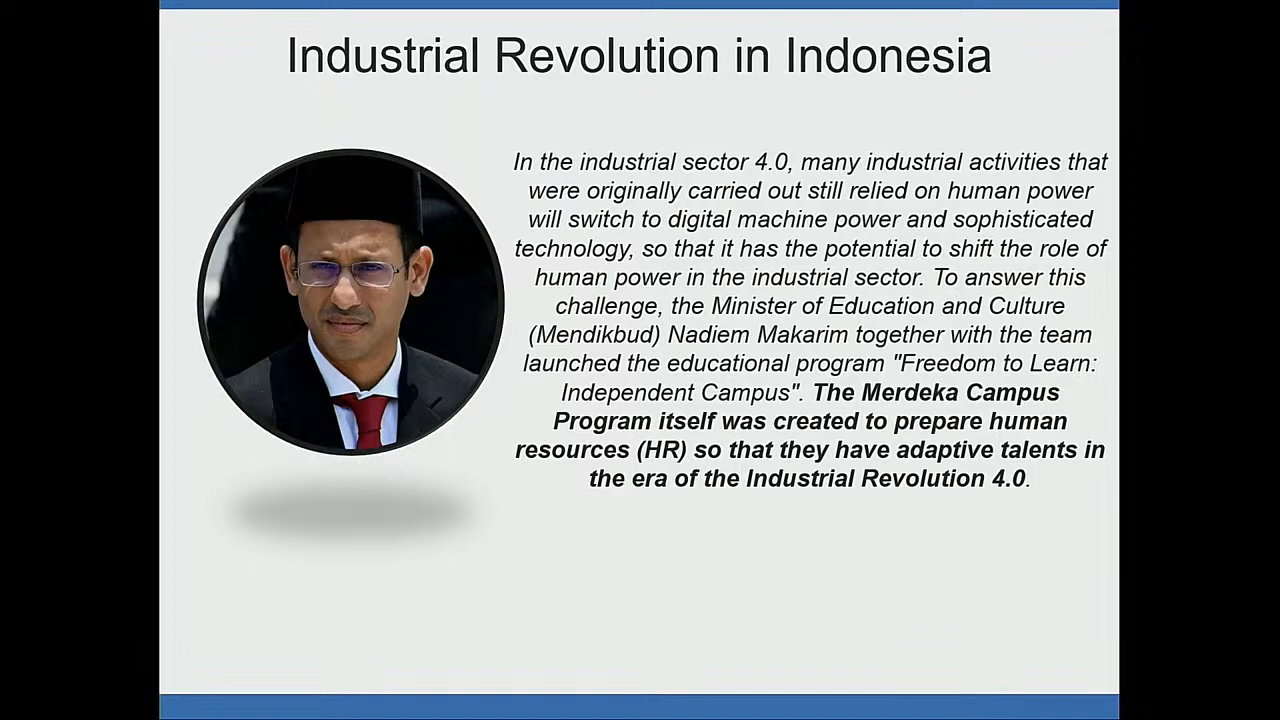 Industrial Revolution in Indonesia
In the industrial sector 4.0, many industrial activities that
were originally carried out still relied on human power
will switch to digital machine power and sophisticated
technology, so that it has the potential to shift the role of
human power in the industrial sector. To answer this
challenge, the Minister of Education and Culture
(Mendikbud) Nadiem Makarim together with the team
launched the educational program "Freedom to Learn:
Independent Campus". The Merdeka Campus
Program itself was created to prepare human
resources (HR) so that they have adaptive talents in
the era of the Industrial Revolution 4.0.